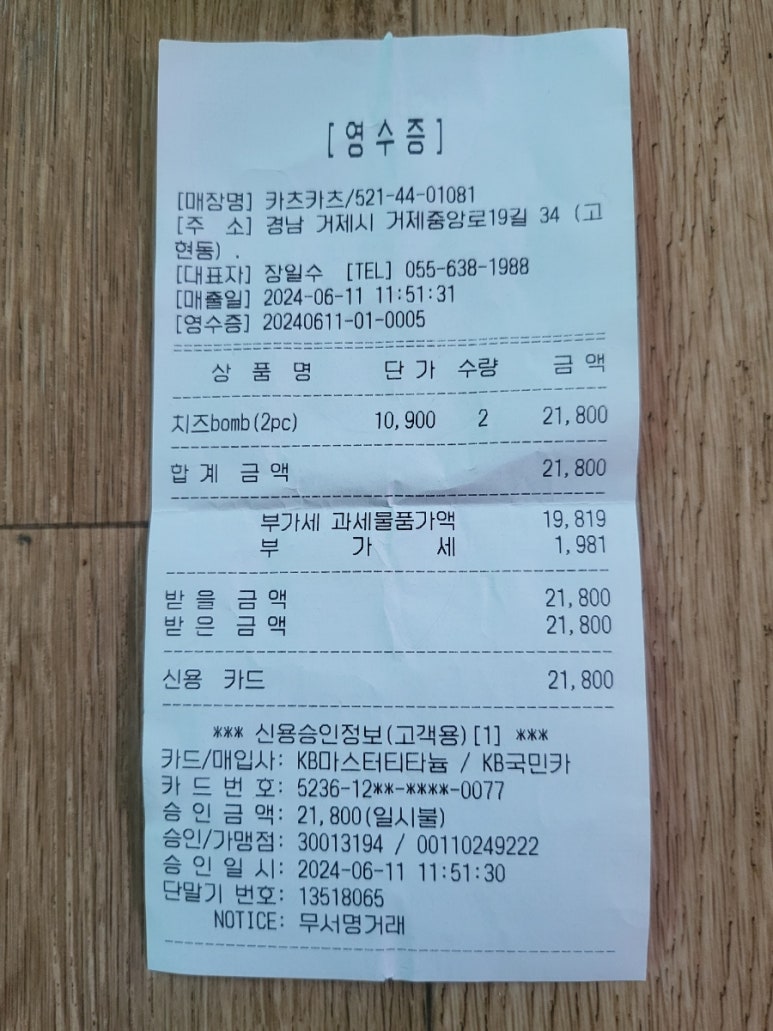 [영수증]
[매장명] 카츠카츠/521-44-01081
[주 소] 경남 거제시 거제중앙로19길 34 (고
현동) .
[대표자] 장일수 [TEL] 055-638-1988
[매출일] 2024-06-11 11:51:31
[영수증] 20240611-01-0005
상 품 명 단 가 수량 금 액
치즈bomb(2pc) 10,900 2 21,800
합 계 금 액 21,800
부가세 과세물품가액 19,819
부 가 세 1,981
받 을 금 액 21,800
받 은 금 액 21,800
신용 카드 21,800
*** 신용승인정보(고객용)[1] ***
카드/매입사: KB마스터티타늄 / KB국민카
카 드 번 호: 5236-12**-****-0077
승 인 금 액: 21,800(일시불)
승인/가맹점: 30013194 / 00110249222
승 인 일 시: 2024-06-11 11:51:30
단말기 번호: 13518065
NOTICE: 무서명거래